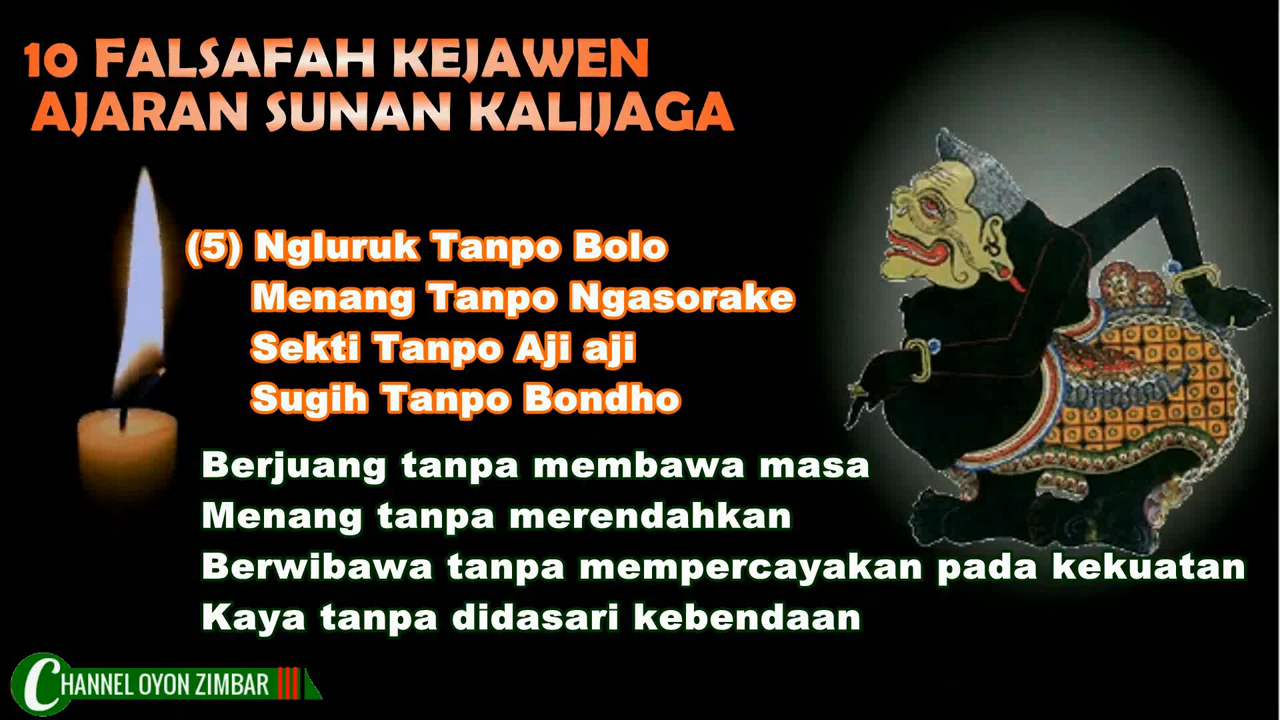 10 FALSAFAH KEJAWEN
AJARAN SUNAN KALIJAGA
(5) Ngluruk Tanpo Bolo
Menang Tanpo Ngasorake
Sekti Tanpo Aji aji
Sugih Tanpo Bondho
Berjuang tanpa membawa masa
Menang tanpa merendahkan
Berwibawa tanpa mempercayakan pada kekuatan
Kaya tanpa didasari kebendaan
CHANNEL OYON ZIMBAR